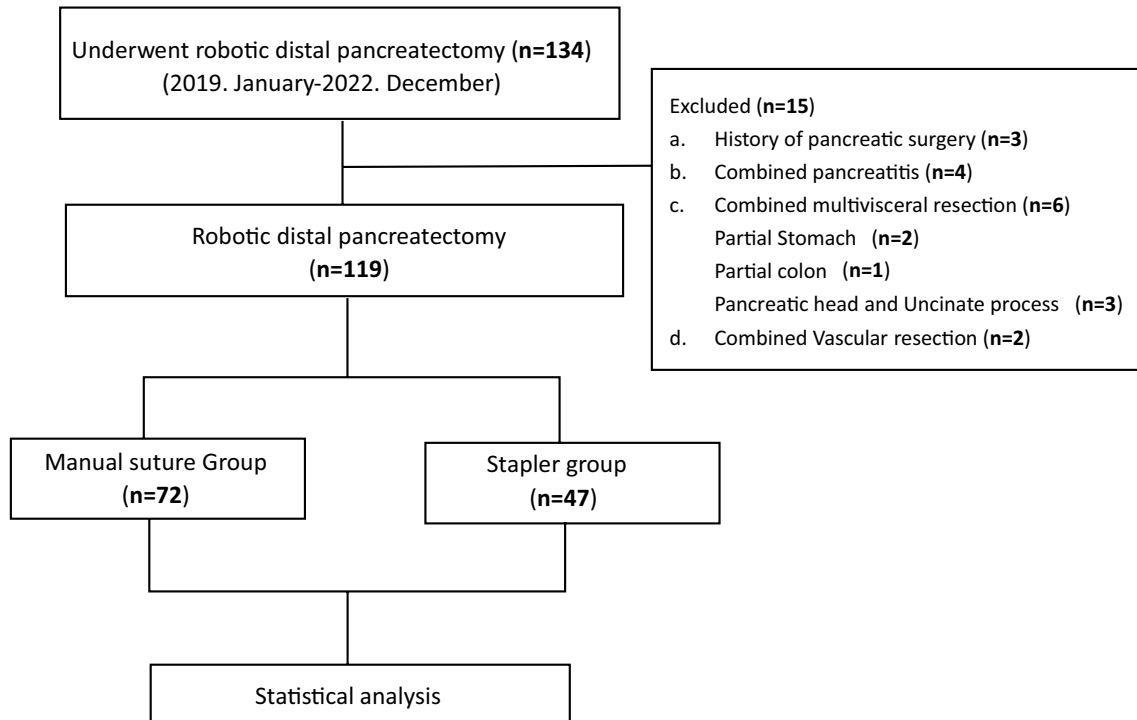 Underwent robotic distal pancreatectomy (n=134)
(2019. January-2022. December)
Excluded (n=15)
a. History of pancreatic surgery (n=3)
b. Combined pancreatitis (n=4)
c. Combined multivisceral resection (n=6)
Partial Stomach (n=2)
Partial colon (n=1)
Pancreatic head and Uncinate process (n=3)
d. Combined Vascular resection (n=2)
Robotic distal pancreatectomy
(n=119)
Manual suture Group
(n=72)
Stapler group
(n=47)
Statistical analysis